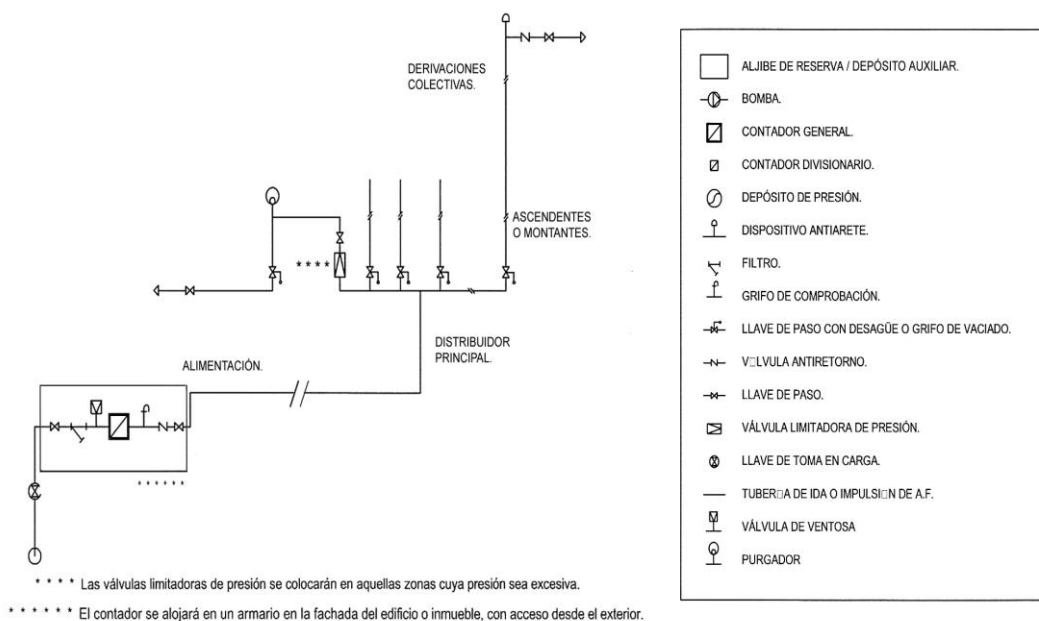 DERIVACIONES
COLECTIVAS.
ASCENDENTES
O MONTANTES.
* * * *
DISTRIBUIDOR
PRINCIPAL.
ALIMENTACIÓN.
* * * * * *
* * * * Las válvulas limitadoras de presión se colocarán en aquellas zonas cuya presión sea excesiva.
* * * * * * El contador se alojará en un armario en la fachada del edificio o inmueble, con acceso desde el exterior.
ALJIBE DE RESERVA / DEPÓSITO AUXILIAR.
BOMBA.
CONTADOR GENERAL.
CONTADOR DIVISIONARIO.
DEPÓSITO DE PRESIÓN.
DISPOSITIVO ANTIARETE.
FILTRO.
GRIFO DE COMPROBACIÓN.
LLAVE DE PASO CON DESAGÜE O GRIFO DE VACIADO.
V□LVULA ANTIRETORNO.
LLAVE DE PASO.
VÁLVULA LIMITADORA DE PRESIÓN.
LLAVE DE TOMA EN CARGA.
TUBER□A DE IDA O IMPULSI□N DE A.F.
VÁLVULA DE VENTOSA
PURGADOR